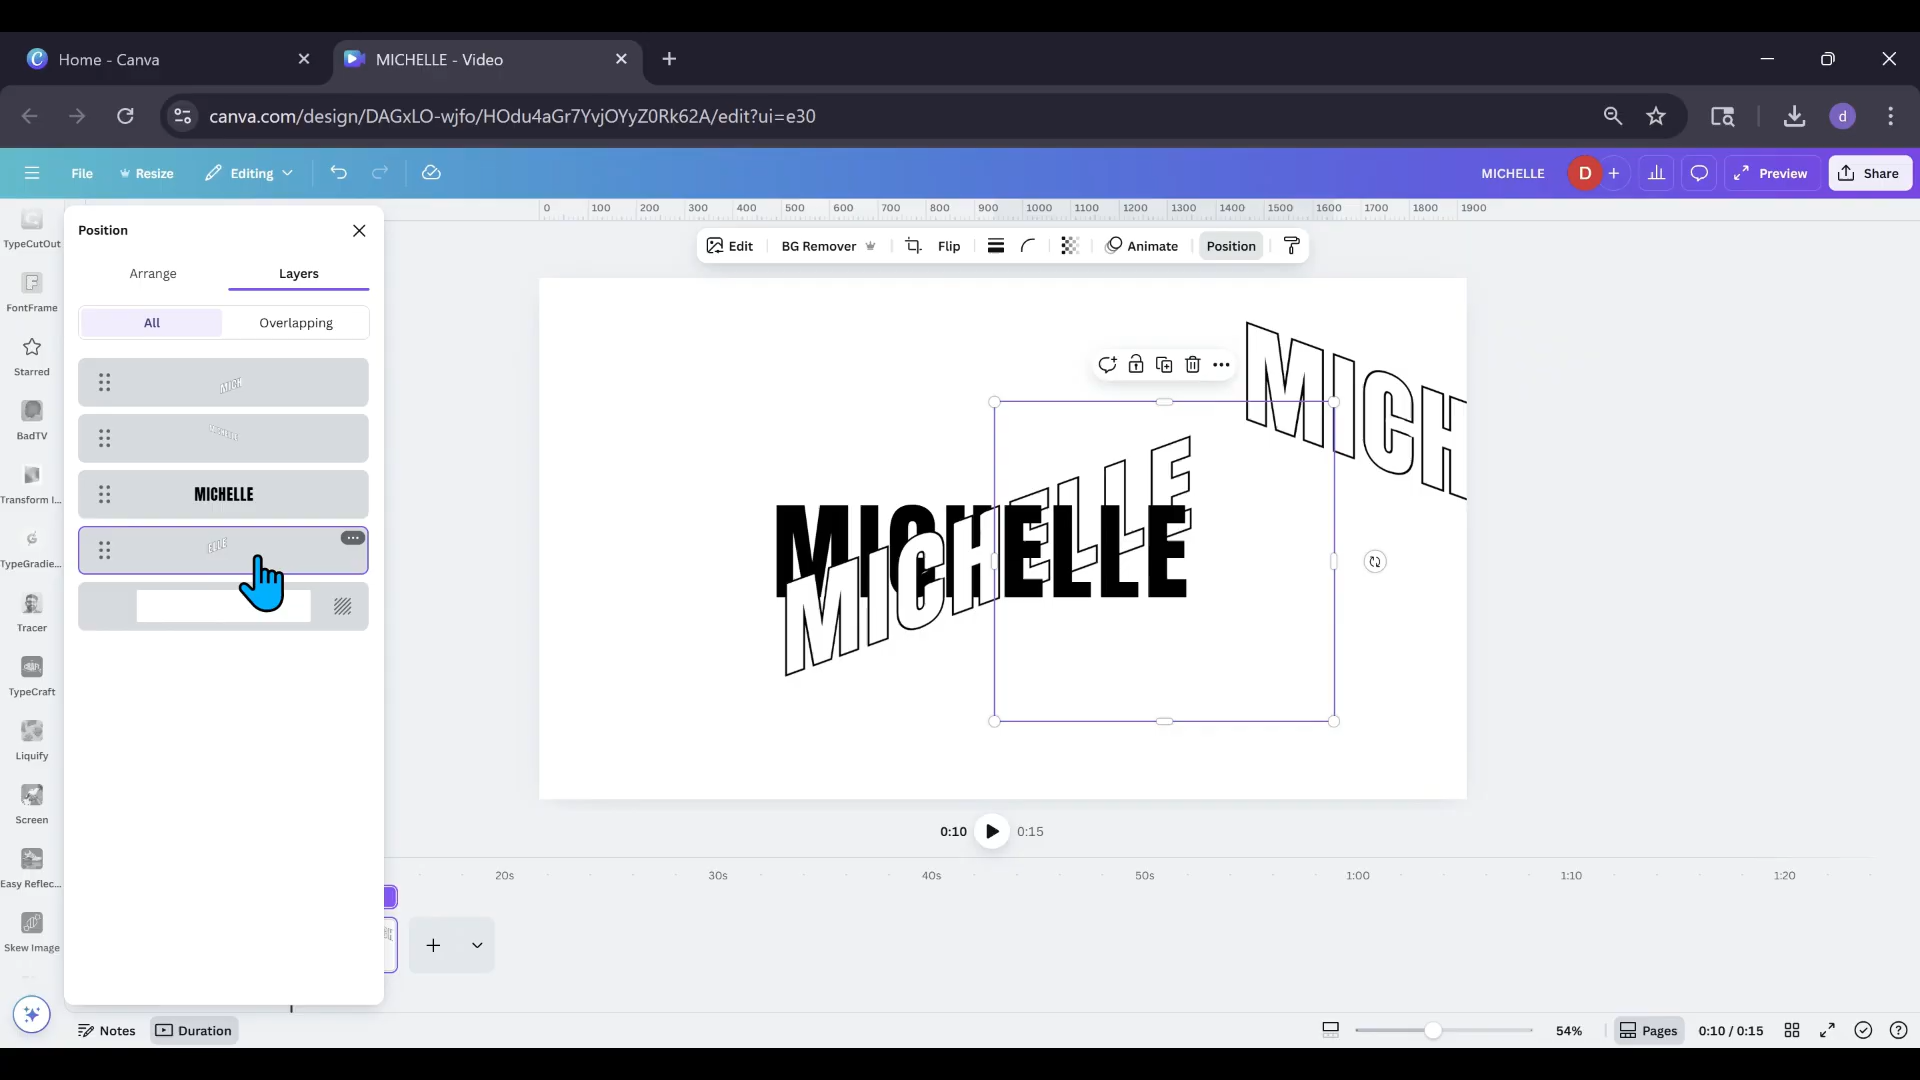 Home - Canva
MICHELLE - Video
canva.com/design/DAGxLO-wjfo/HOdu4aGr7YvjOYyZ0Rk62A/edit?ui=e30
d
File
Resize
Editing
MICHELLE
D
Preview
Share
0 100 200 300 400 500 600 700 800 900 1000 1100 1200 1300 1400 1500 1600 1700 1800 1900
TypeCutOut
FontFrame
Starred
BadTV
Transform I...
TypeGradie...
Tracer
TypeCraft
Liquify
Screen
Easy Reflec...
Skew Image
Position
Arrange
Layers
All
Overlapping
MICH
MICHELLE
MICHELLE
ELLE
Edit
BG Remover
Flip
Animate
Position
MICH
MICHELLE
MICHELLE
0:10
0:15
20s 30s 40s 50s 1:00 1:10 1:20
Notes
Duration
54%
Pages
0:10 / 0:15